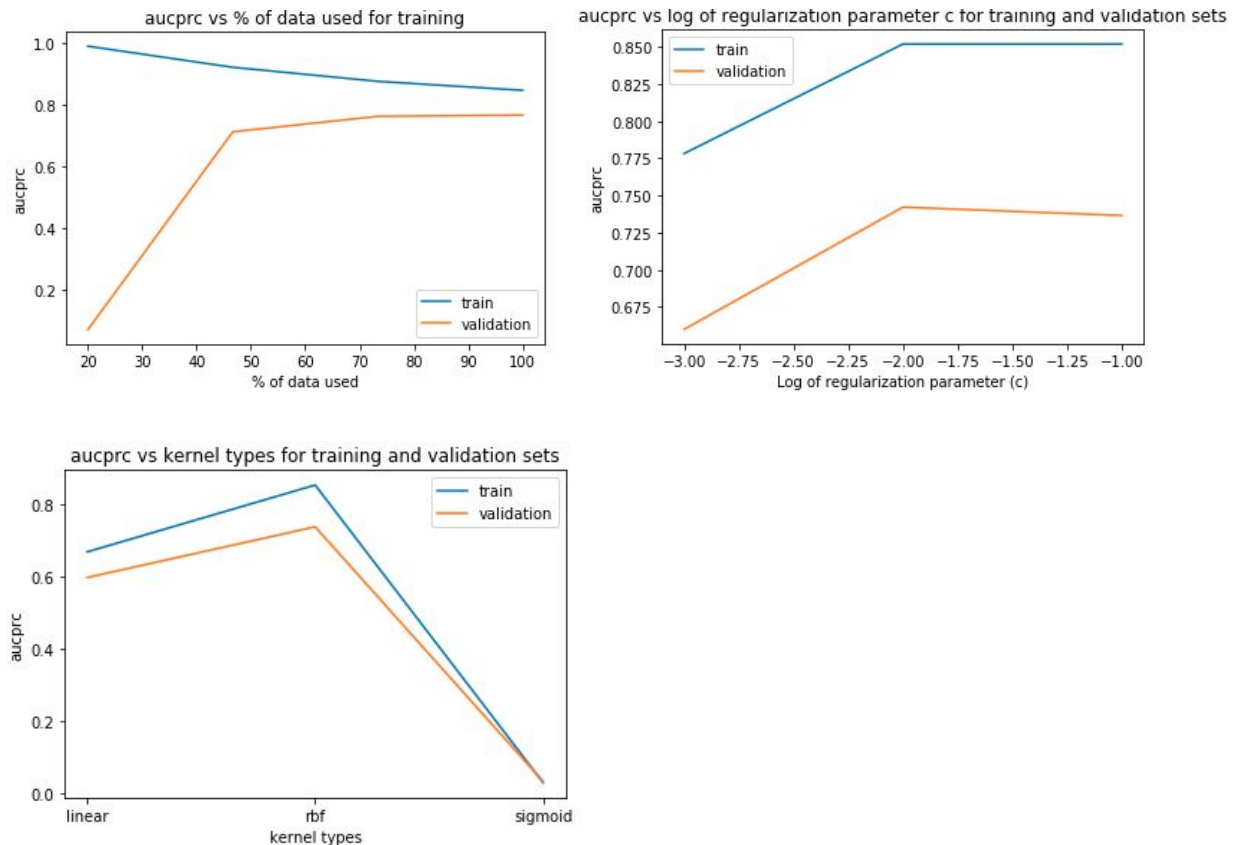 aucprc vs % of data used for training
1.0
0.8
0.6
0.4
0.2
aucprc
train
validation
20 30 40 50 60 70 80 90 100
% of data used
aucprc vs log of regularization parameter c for training and validation sets
train
validation
0.850
0.825
0.800
0.775
0.750
0.725
0.700
0.675
aucprc
−3.00 −2.75 −2.50 −2.25 −2.00 −1.75 −1.50 −1.25 −1.00
Log of regularization parameter (c)
aucprc vs kernel types for training and validation sets
train
validation
0.8
0.6
0.4
0.2
0.0
aucprc
linear rbf sigmoid
kernel types